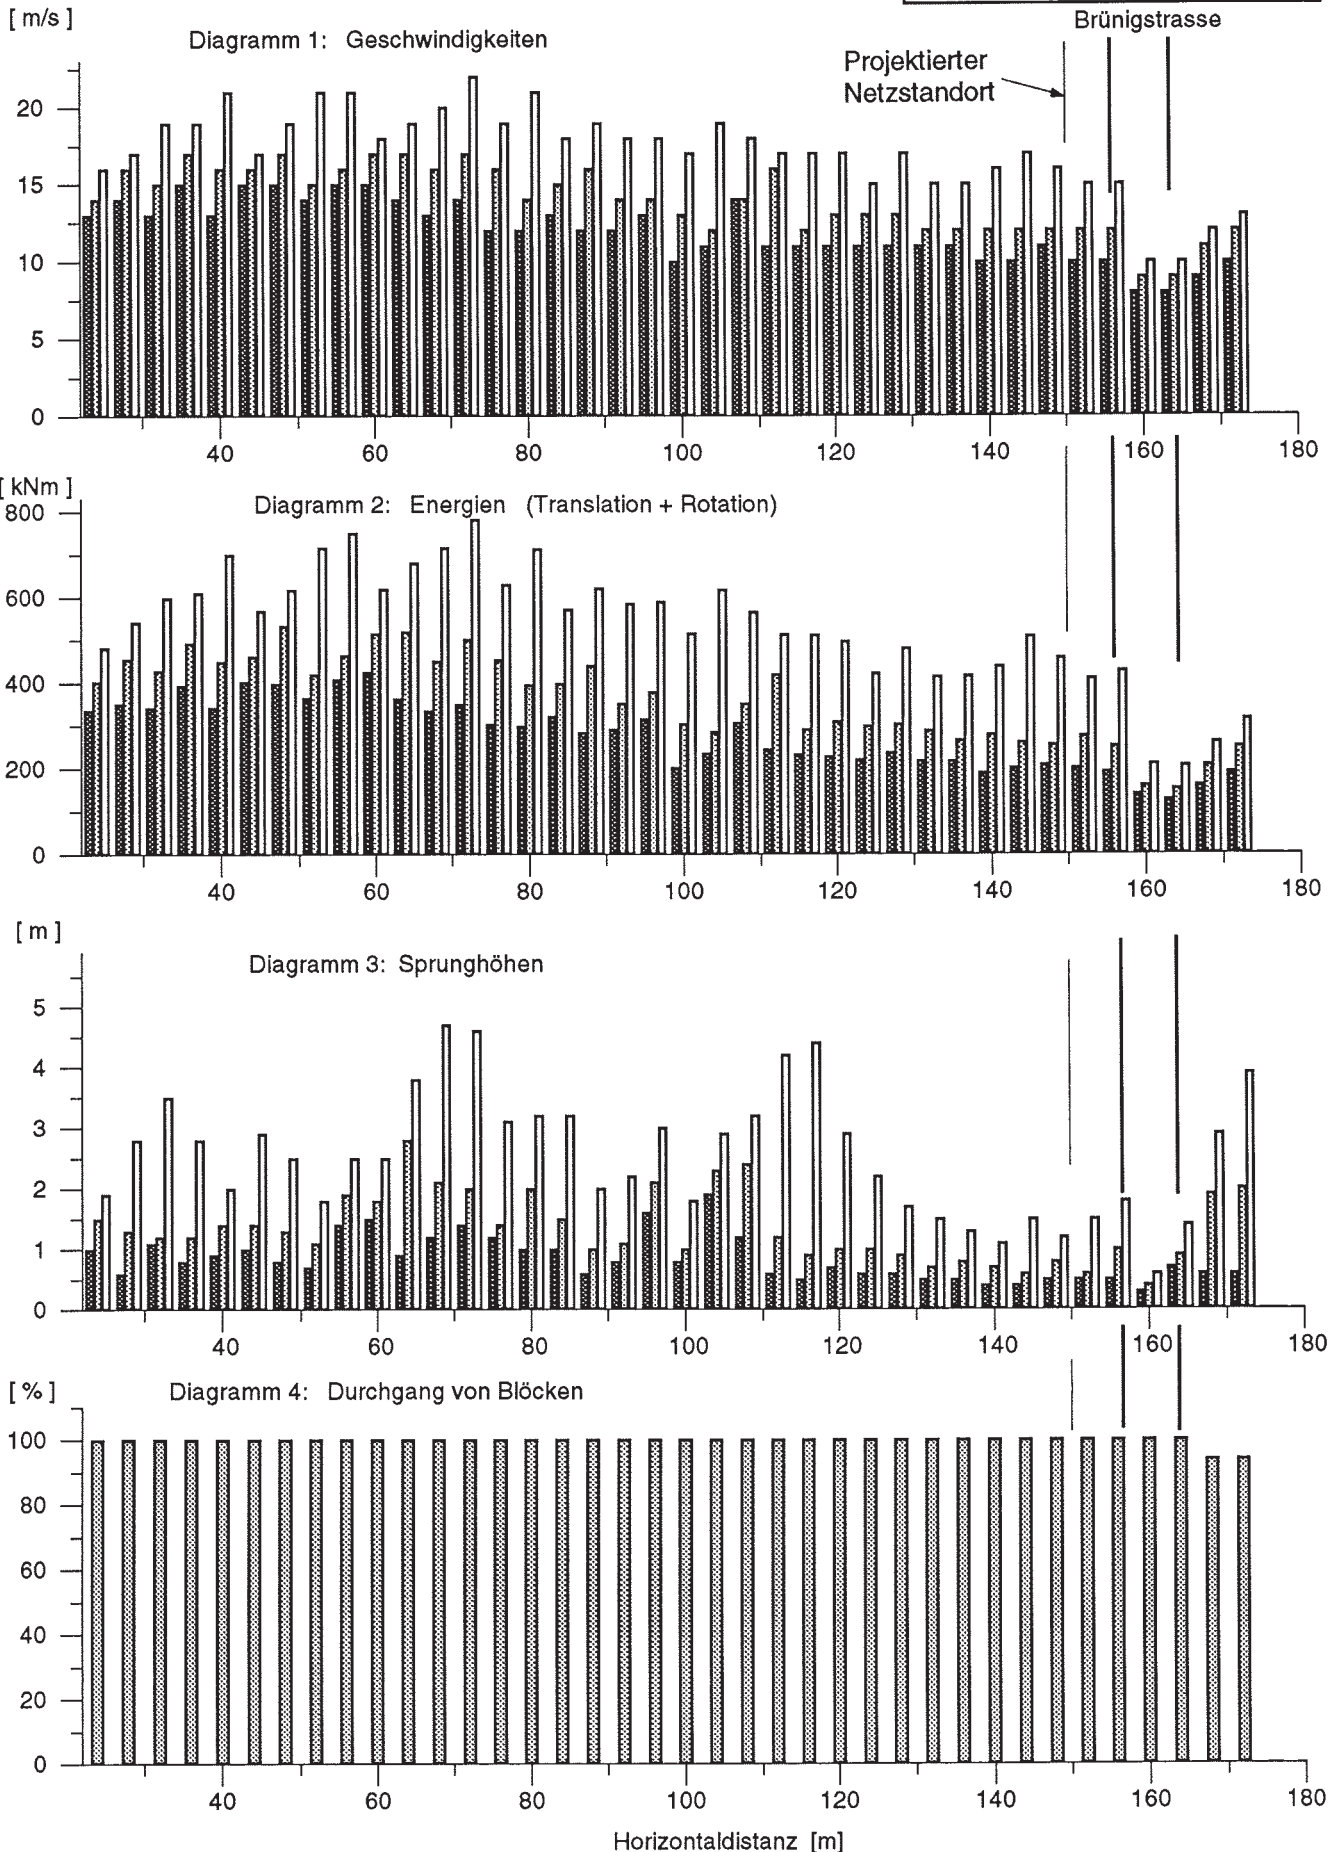 [ m/s ]
Diagramm 1: Geschwindigkeiten
Brünigstrasse
Projektierter
Netzstandort
20
15
10
5
0
40 60 80 100 120 140 160 180
[ kNm ]
Diagramm 2: Energien (Translation + Rotation)
800
600
400
200
0
40 60 80 100 120 140 160 180
[ m ]
Diagramm 3: Sprunghöhen
5
4
3
2
1
0
40 60 80 100 120 140 160 180
[ % ]
Diagramm 4: Durchgang von Blöcken
100
80
60
40
20
0
40 60 80 100 120 140 160 180
Horizontaldistanz [m]